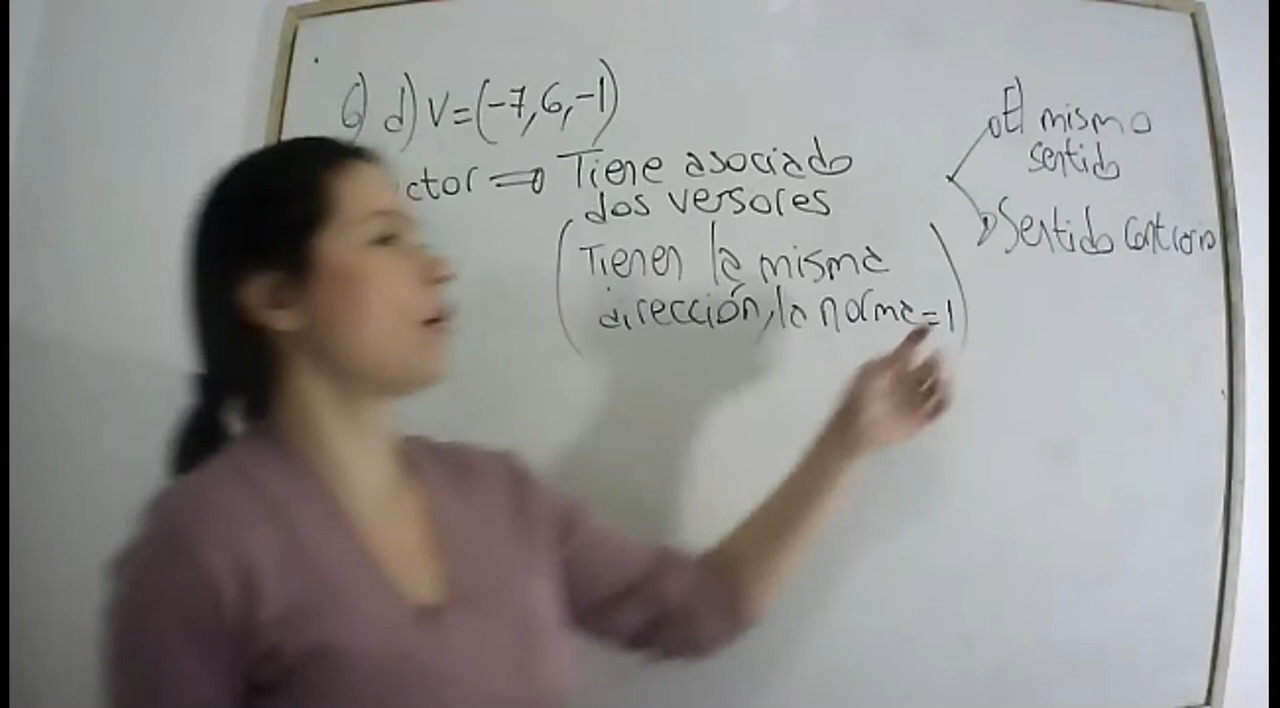 6) d) V=(-7,6,-1)
ctor ⇒ Tiene asociado
dos versores
(Tienen la misma
dirección, la norma=1)
El mismo
sentido
Sentido contrario